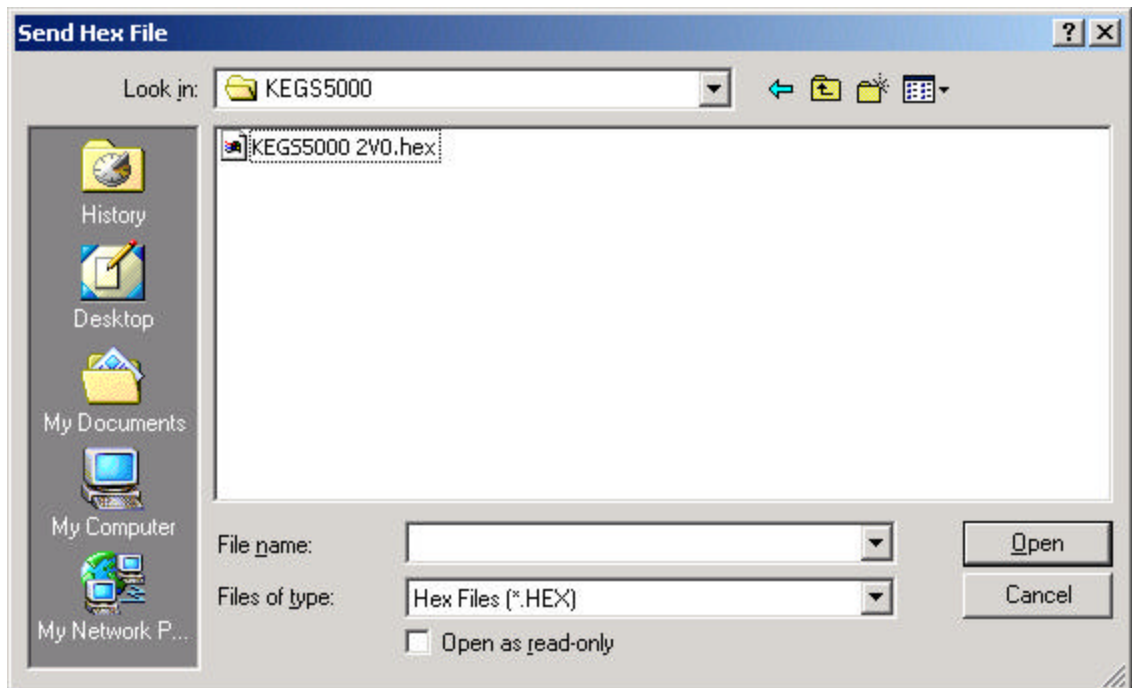 Send Hex File
Look in: KEGS5000
KEGS5000 2V0.hex
History
Desktop
My Documents
My Computer
My Network P...
File name:
Open
Files of type: Hex Files (*.HEX)
Cancel
Open as read-only